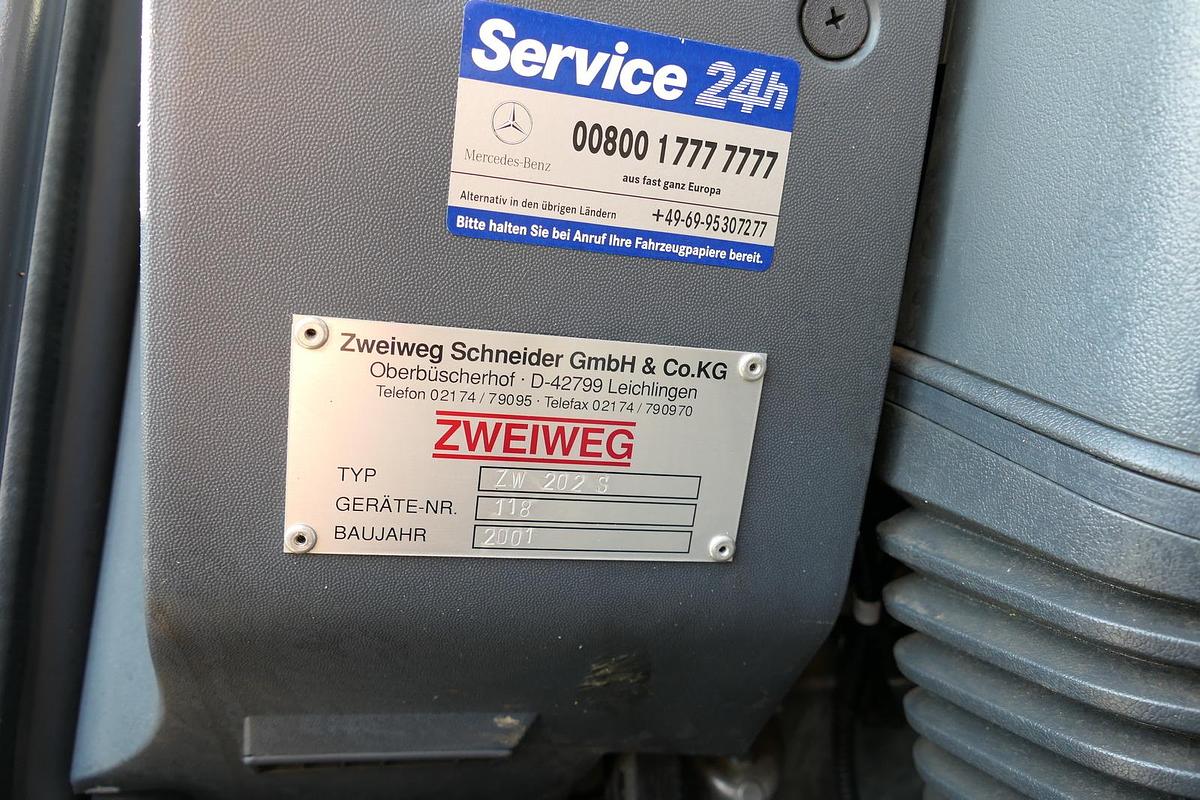 Service 24h
Mercedes-Benz
00800 1777 7777
aus fast ganz Europa
Alternativ in den übrigen Ländern +49-69-95307277
Bitte halten Sie bei Anruf Ihre Fahrzeugpapiere bereit.
Zweiweg Schneider GmbH & Co.KG
Oberbüscherhof · D-42799 Leichlingen
Telefon 02174 / 79095 · Telefax 02174 / 790970
ZWEIWEG
TYP ZW 202 S
GERÄTE-NR. 118
BAUJAHR 2001